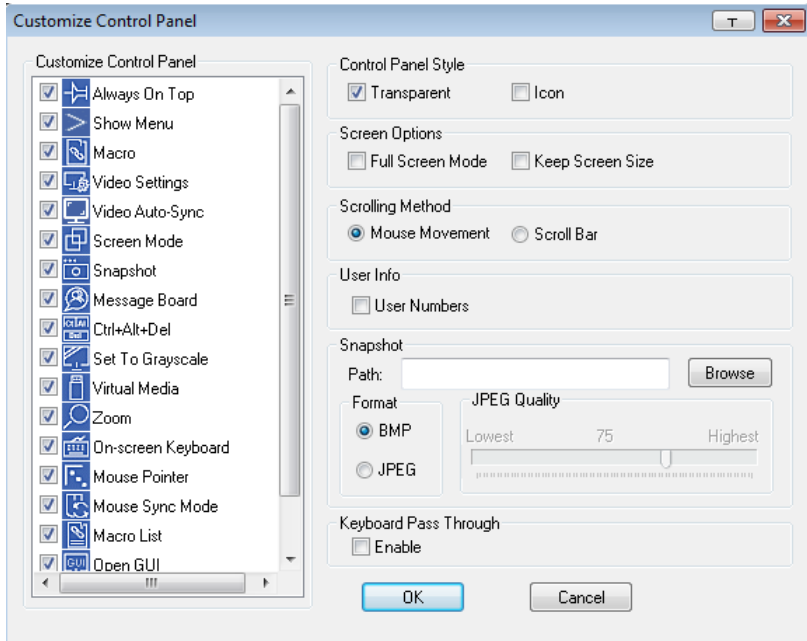 Customize Control Panel
Customize Control Panel
Always On Top
Show Menu
Macro
Video Settings
Video Auto-Sync
Screen Mode
Snapshot
Message Board
Ctrl+Alt+Del
Set To Grayscale
Virtual Media
Zoom
On-screen Keyboard
Mouse Pointer
Mouse Sync Mode
Macro List
GUI Open GUI
Control Panel Style
Transparent Icon
Screen Options
Full Screen Mode Keep Screen Size
Scrolling Method
Mouse Movement Scroll Bar
User Info
User Numbers
Snapshot
Path: Browse
Format JPEG Quality
BMP Lowest 75 Highest
JPEG
Keyboard Pass Through
Enable
OK Cancel